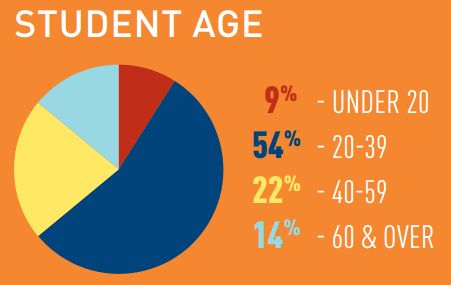 STUDENT AGE
9% - UNDER 20
54% - 20-39
22% - 40-59
14% - 60 & OVER